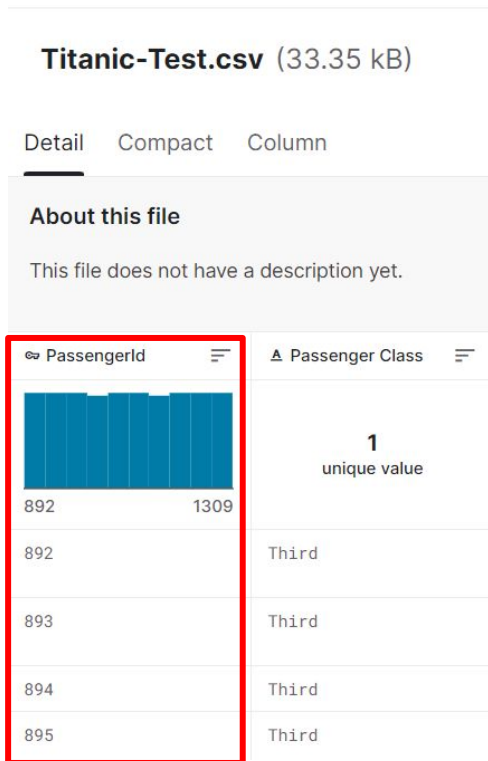 Titanic-Test.csv (33.35 kB)
Detail Compact Column
About this file
This file does not have a description yet.
PassengerId A Passenger Class
1
unique value
892 1309
892 Third
893 Third
894 Third
895 Third